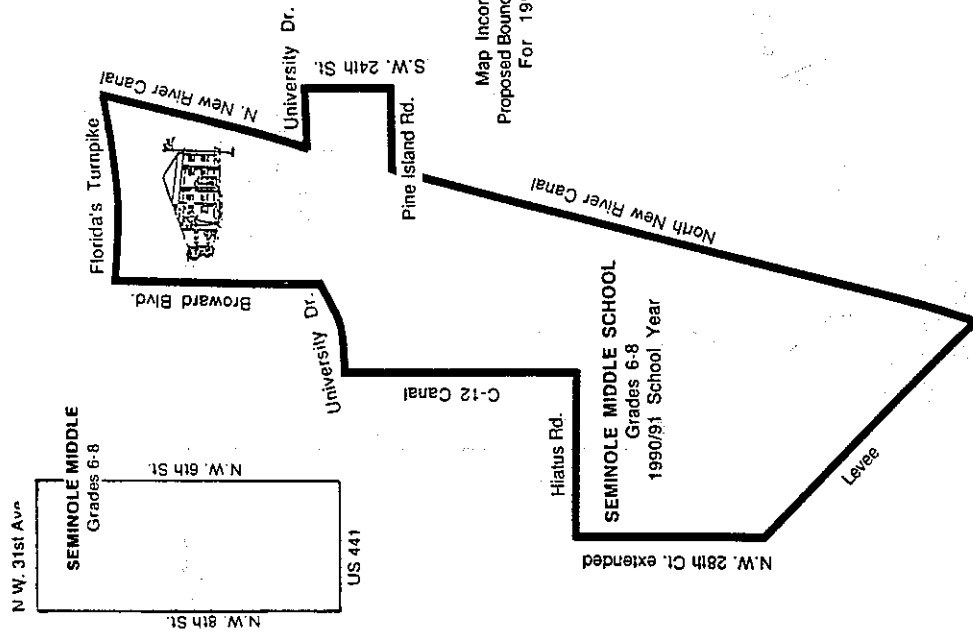 N W. 31st Ave
SEMINOLE MIDDLE
Grades 6-8
N.W. 8th St.
N.W. 6th St.
US 441
Florida's Turnpike
N. New River Canal
Broward Blvd.
University Dr.
University Dr.
S.W. 24th St.
Pine Island Rd.
C-12 Canal
North New River Canal
Hiatus Rd.
SEMINOLE MIDDLE SCHOOL
Grades 6-8
1990/91 School Year
N.W. 28th Ct. extended
Levee
Map Incor
Proposed Bound
For 19